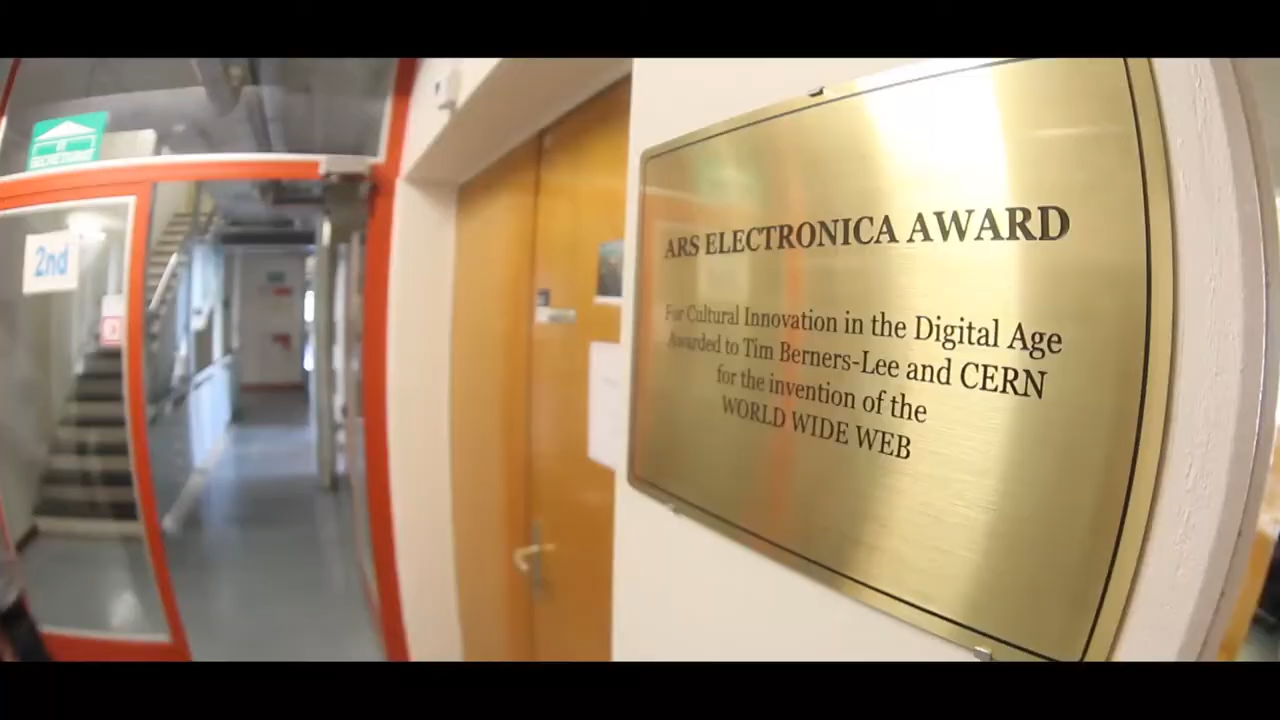 2nd
ARS ELECTRONICA AWARD
For Cultural Innovation in the Digital Age
Awarded to Tim Berners-Lee and CERN
for the invention of the
WORLD WIDE WEB